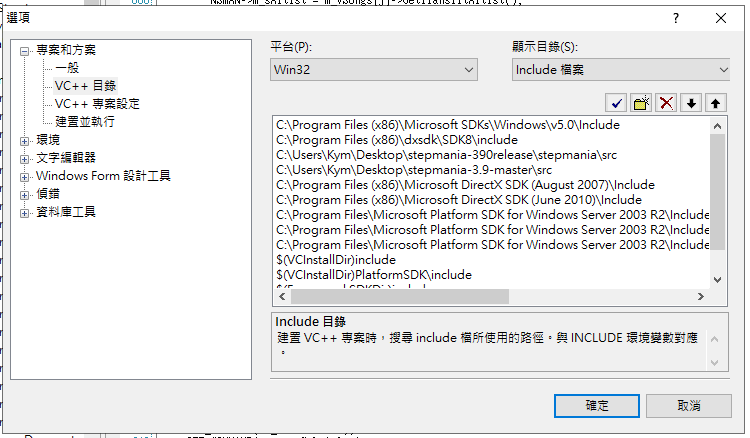 選項
專案和方案
一般
VC++ 目錄
VC++ 專案設定
建置並執行
環境
文字編輯器
Windows Form 設計工具
偵錯
資料庫工具
平台(P):
Win32
顯示目錄(S):
Include 檔案
C:\Program Files (x86)\Microsoft SDKs\Windows\v5.0\Include
C:\Program Files (x86)\dxsdk\SDK8\include
C:\Users\Kym\Desktop\stepmania-390release\stepmania\src
C:\Users\Kym\Desktop\stepmania-3.9-master\src
C:\Program Files (x86)\Microsoft DirectX SDK (August 2007)\Include
C:\Program Files (x86)\Microsoft DirectX SDK (June 2010)\Include
C:\Program Files\Microsoft Platform SDK for Windows Server 2003 R2\Include
C:\Program Files\Microsoft Platform SDK for Windows Server 2003 R2\Include
C:\Program Files\Microsoft Platform SDK for Windows Server 2003 R2\Include
$(VCInstallDir)include
$(VCInstallDir)PlatformSDK\include
Include 目錄
建置 VC++ 專案時，搜尋 include 檔所使用的路徑。與 INCLUDE 環境變數對應
。
確定
取消